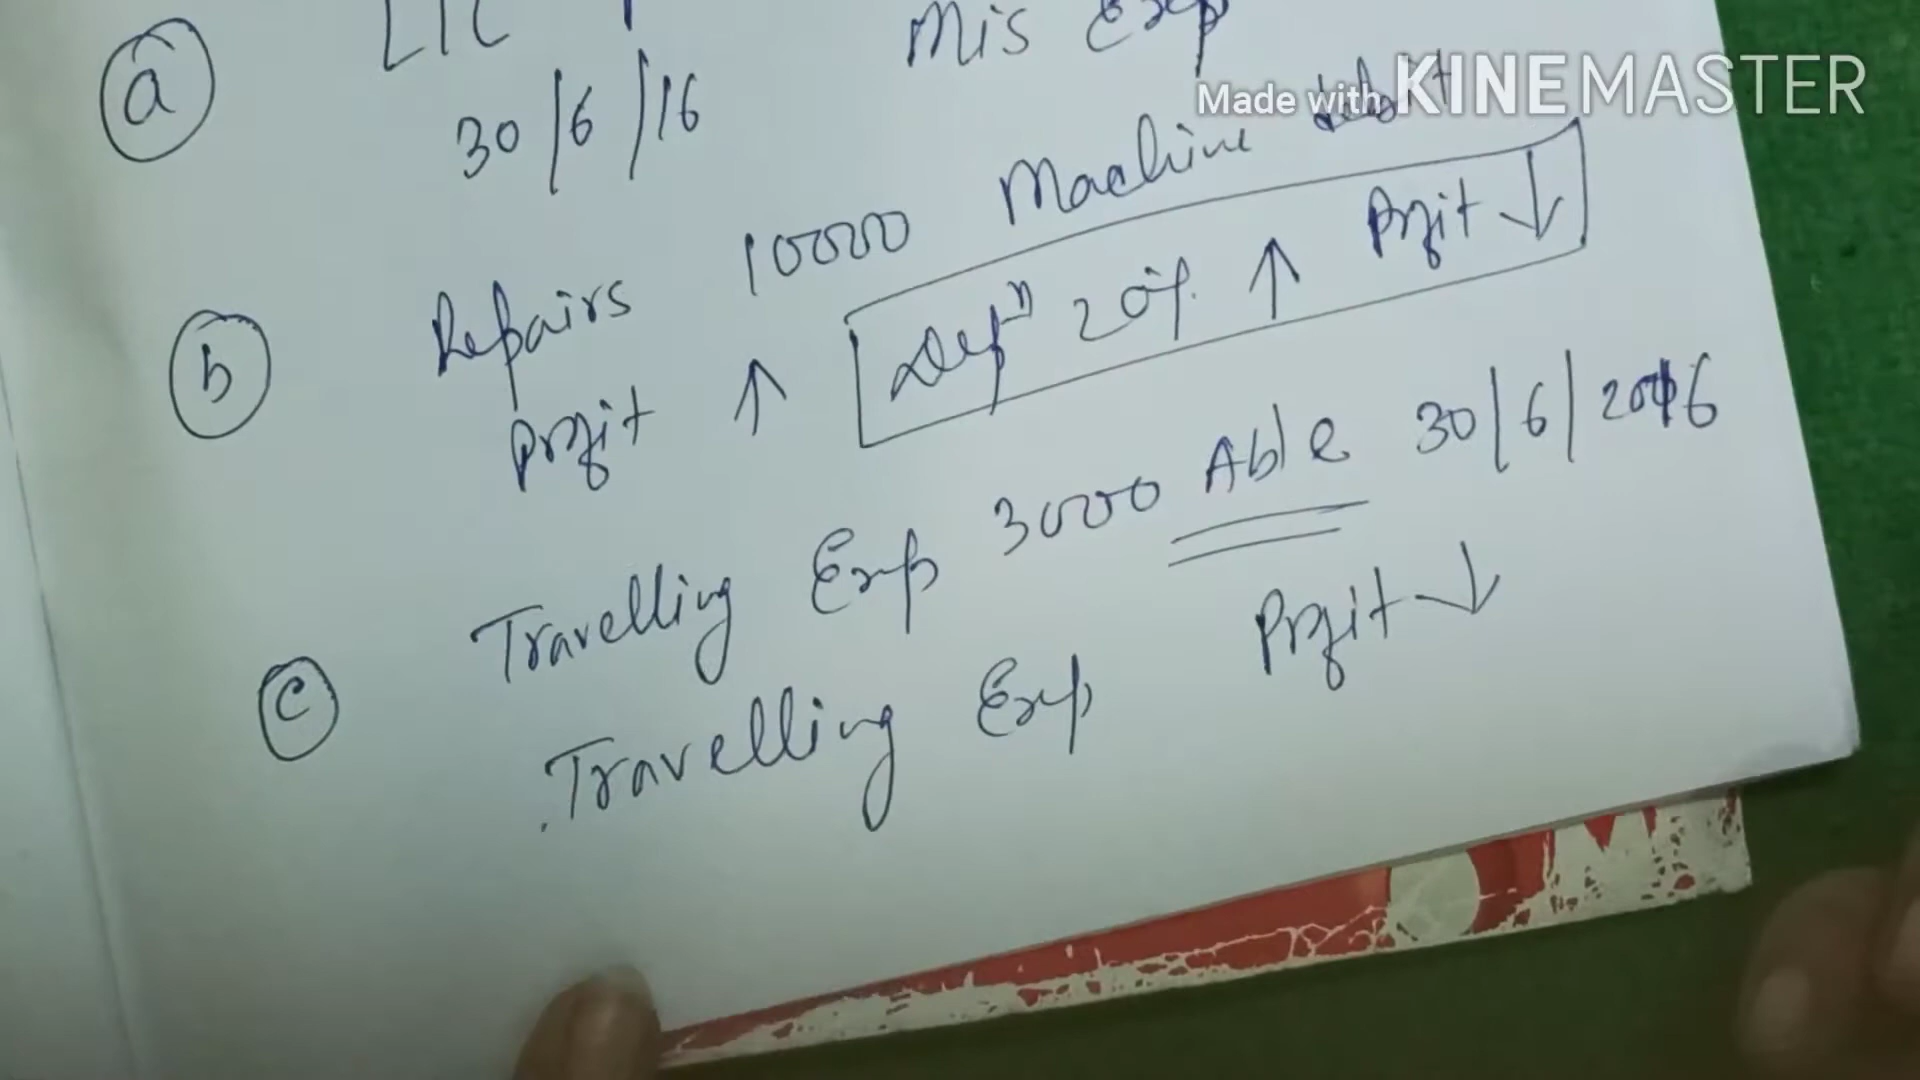 (a) LIC Mis Exp
30/6/16
Made with KINEMASTER
(b) Repairs 10000 Machine debit
Profit ↑ Depⁿ 20% ↑ Profit ↓
(c) Travelling Exp 3000 Able 30/6/2016
Travelling Exp Profit ↓